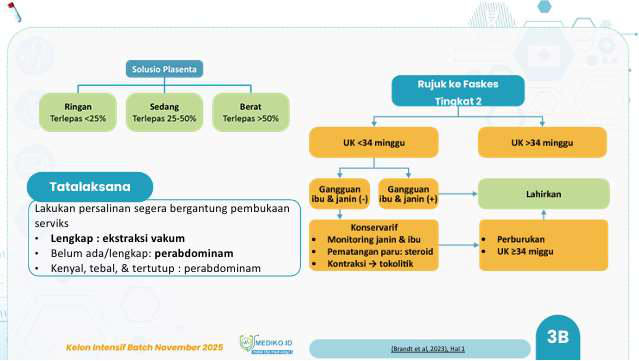 Solusio Plasenta
Ringan
Terlepas <25%
Sedang
Terlepas 25-50%
Berat
Terlepas >50%
Tatalaksana
Lakukan persalinan segera bergantung pembukaan
serviks
• Lengkap : ekstraksi vakum
• Belum ada/lengkap: perabdominam
• Kenyal, tebal, & tertutup : perabdominam
Rujuk ke Faskes
Tingkat 2
UK <34 minggu
UK >34 minggu
Gangguan
ibu & janin (-)
Gangguan
ibu & janin (+)
Lahirkan
Konservarif
• Monitoring janin & ibu
• Pematangan paru: steroid
• Kontraksi → tokolitik
• Perburukan
• UK ≥34 miggu
Kelon Intensif Batch November 2025
MEDIKO.ID
(Brandt et al, 2023), Hal 1
3B